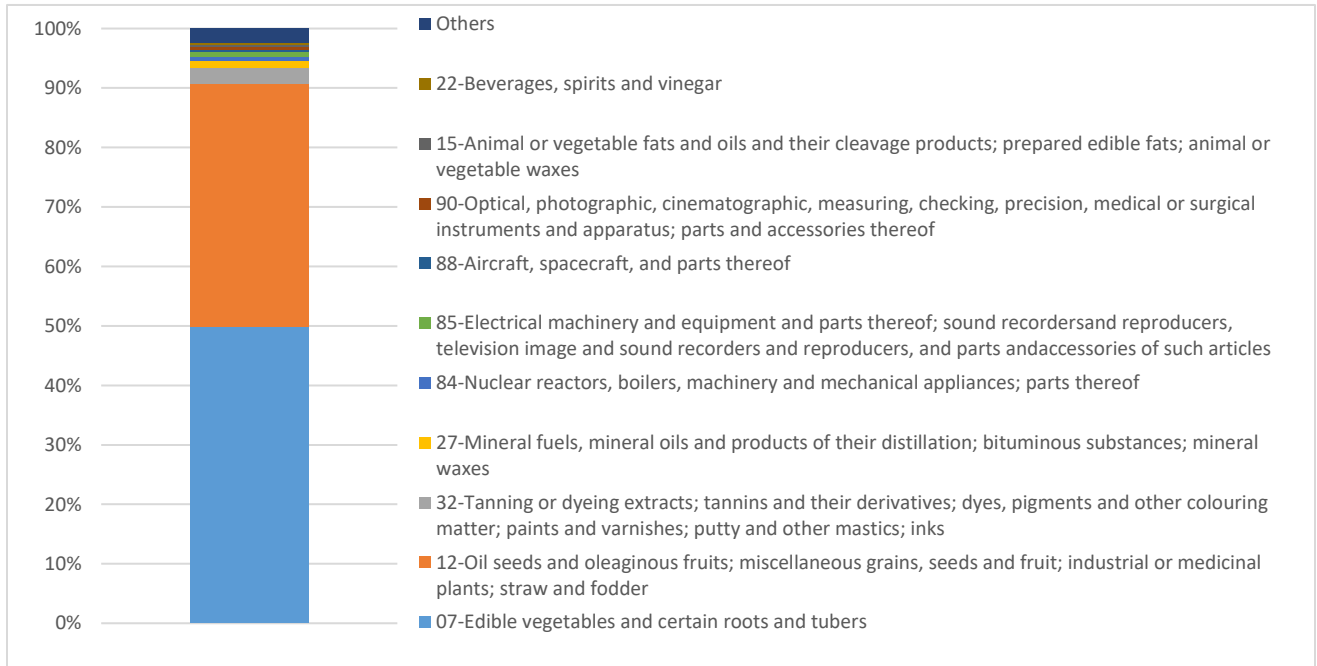 100%
90%
80%
70%
60%
50%
40%
30%
20%
10%
0%
Others
22-Beverages, spirits and vinegar
15-Animal or vegetable fats and oils and their cleavage products; prepared edible fats; animal or
vegetable waxes
90-Optical, photographic, cinematographic, measuring, checking, precision, medical or surgical
instruments and apparatus; parts and accessories thereof
88-Aircraft, spacecraft, and parts thereof
85-Electrical machinery and equipment and parts thereof; sound recordersand reproducers,
television image and sound recorders and reproducers, and parts andaccessories of such articles
84-Nuclear reactors, boilers, machinery and mechanical appliances; parts thereof
27-Mineral fuels, mineral oils and products of their distillation; bituminous substances; mineral
waxes
32-Tanning or dyeing extracts; tannins and their derivatives; dyes, pigments and other colouring
matter; paints and varnishes; putty and other mastics; inks
12-Oil seeds and oleaginous fruits; miscellaneous grains, seeds and fruit; industrial or medicinal
plants; straw and fodder
07-Edible vegetables and certain roots and tubers